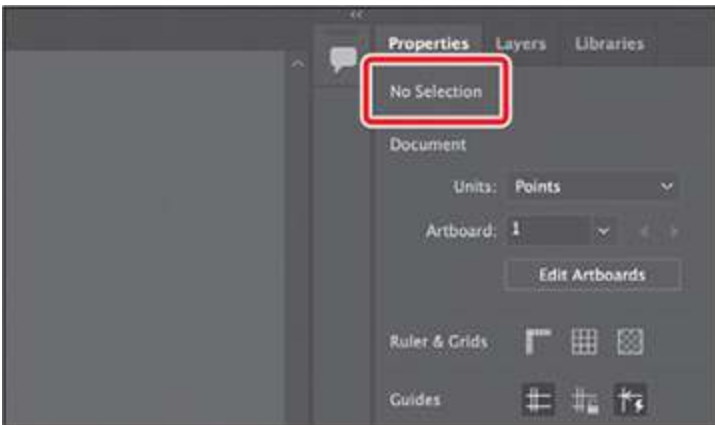 Properties Layers Libraries
No Selection
Document
Units: Points
Artboard: 1
Edit Artboards
Ruler & Grids
Guides